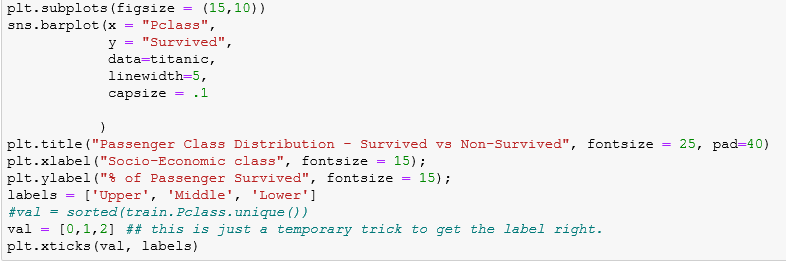 plt.subplots(figsize = (15,10))
sns.barplot(x = "Pclass",
            y = "Survived",
            data=titanic,
            linewidth=5,
            capsize = .1

           )
plt.title("Passenger Class Distribution - Survived vs Non-Survived", fontsize = 25, pad=40)
plt.xlabel("Socio-Economic class", fontsize = 15);
plt.ylabel("% of Passenger Survived", fontsize = 15);
labels = ['Upper', 'Middle', 'Lower']
#val = sorted(train.Pclass.unique())
val = [0,1,2] ## this is just a temporary trick to get the label right.
plt.xticks(val, labels)